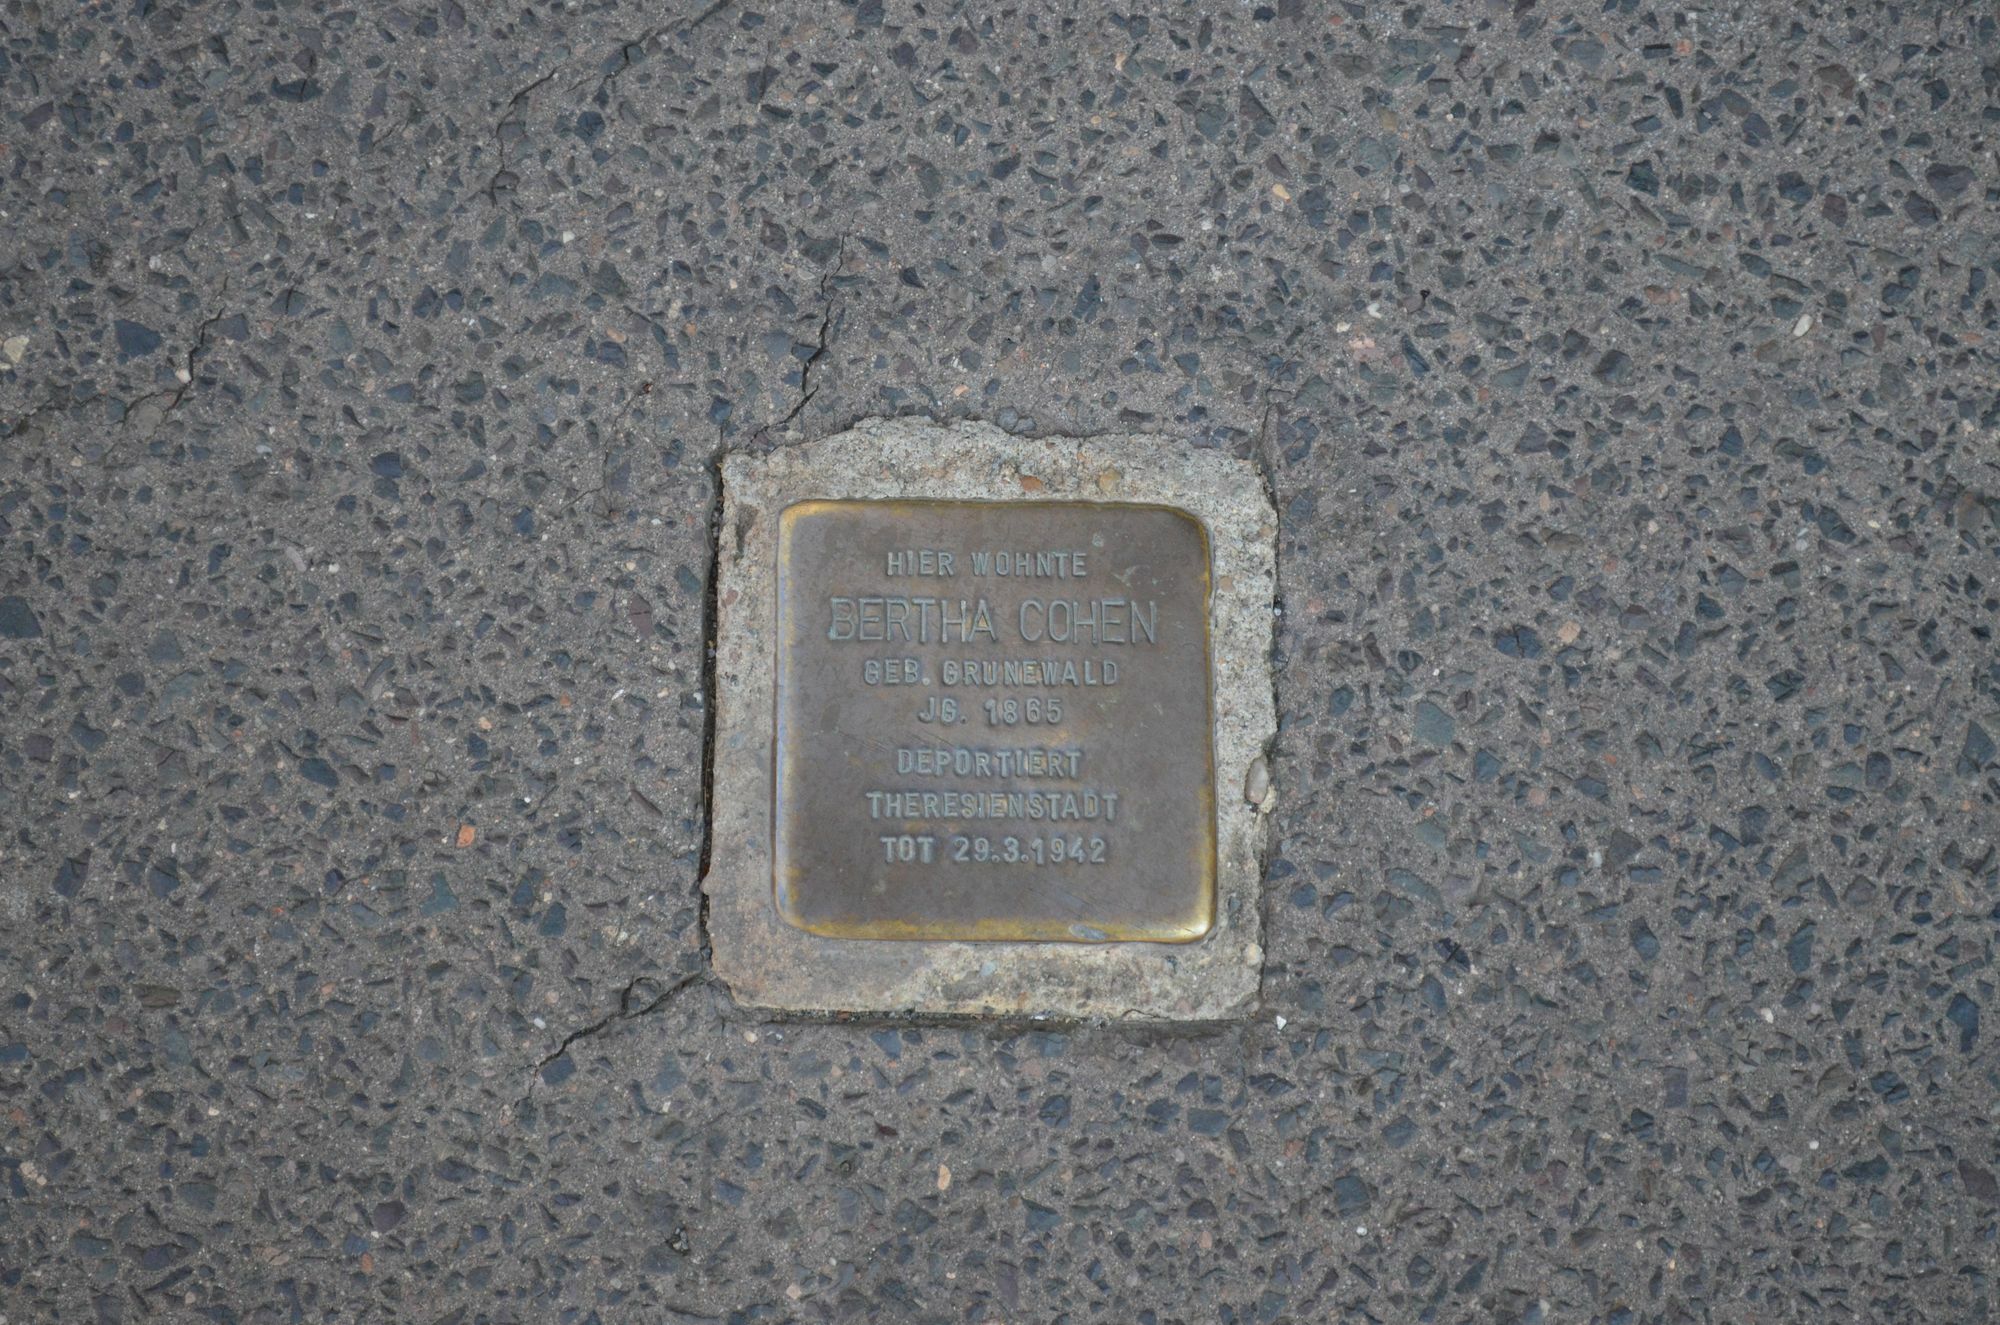 HIER WOHNTE
BERTHA COHEN
GEB. GRUNEWALD
JG. 1865
DEPORTIERT
THERESIENSTADT
TOT 29.3.1942